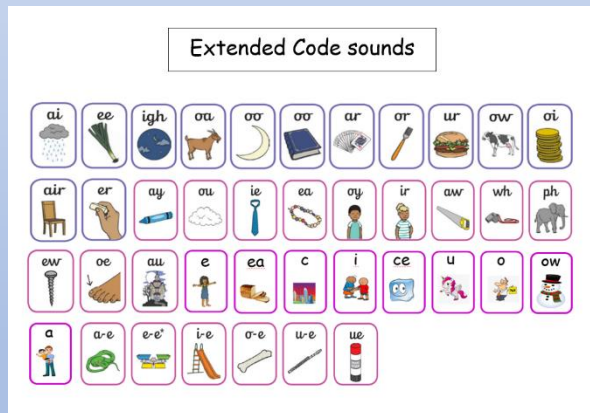 Extended Code sounds
ai ee igh oa oo oo ar or ur ow oi
air er ay ou ie ea oy ir aw wh ph
ew oe au e ea c i ce u o ow
a a-e e-e* i-e o-e u-e ue